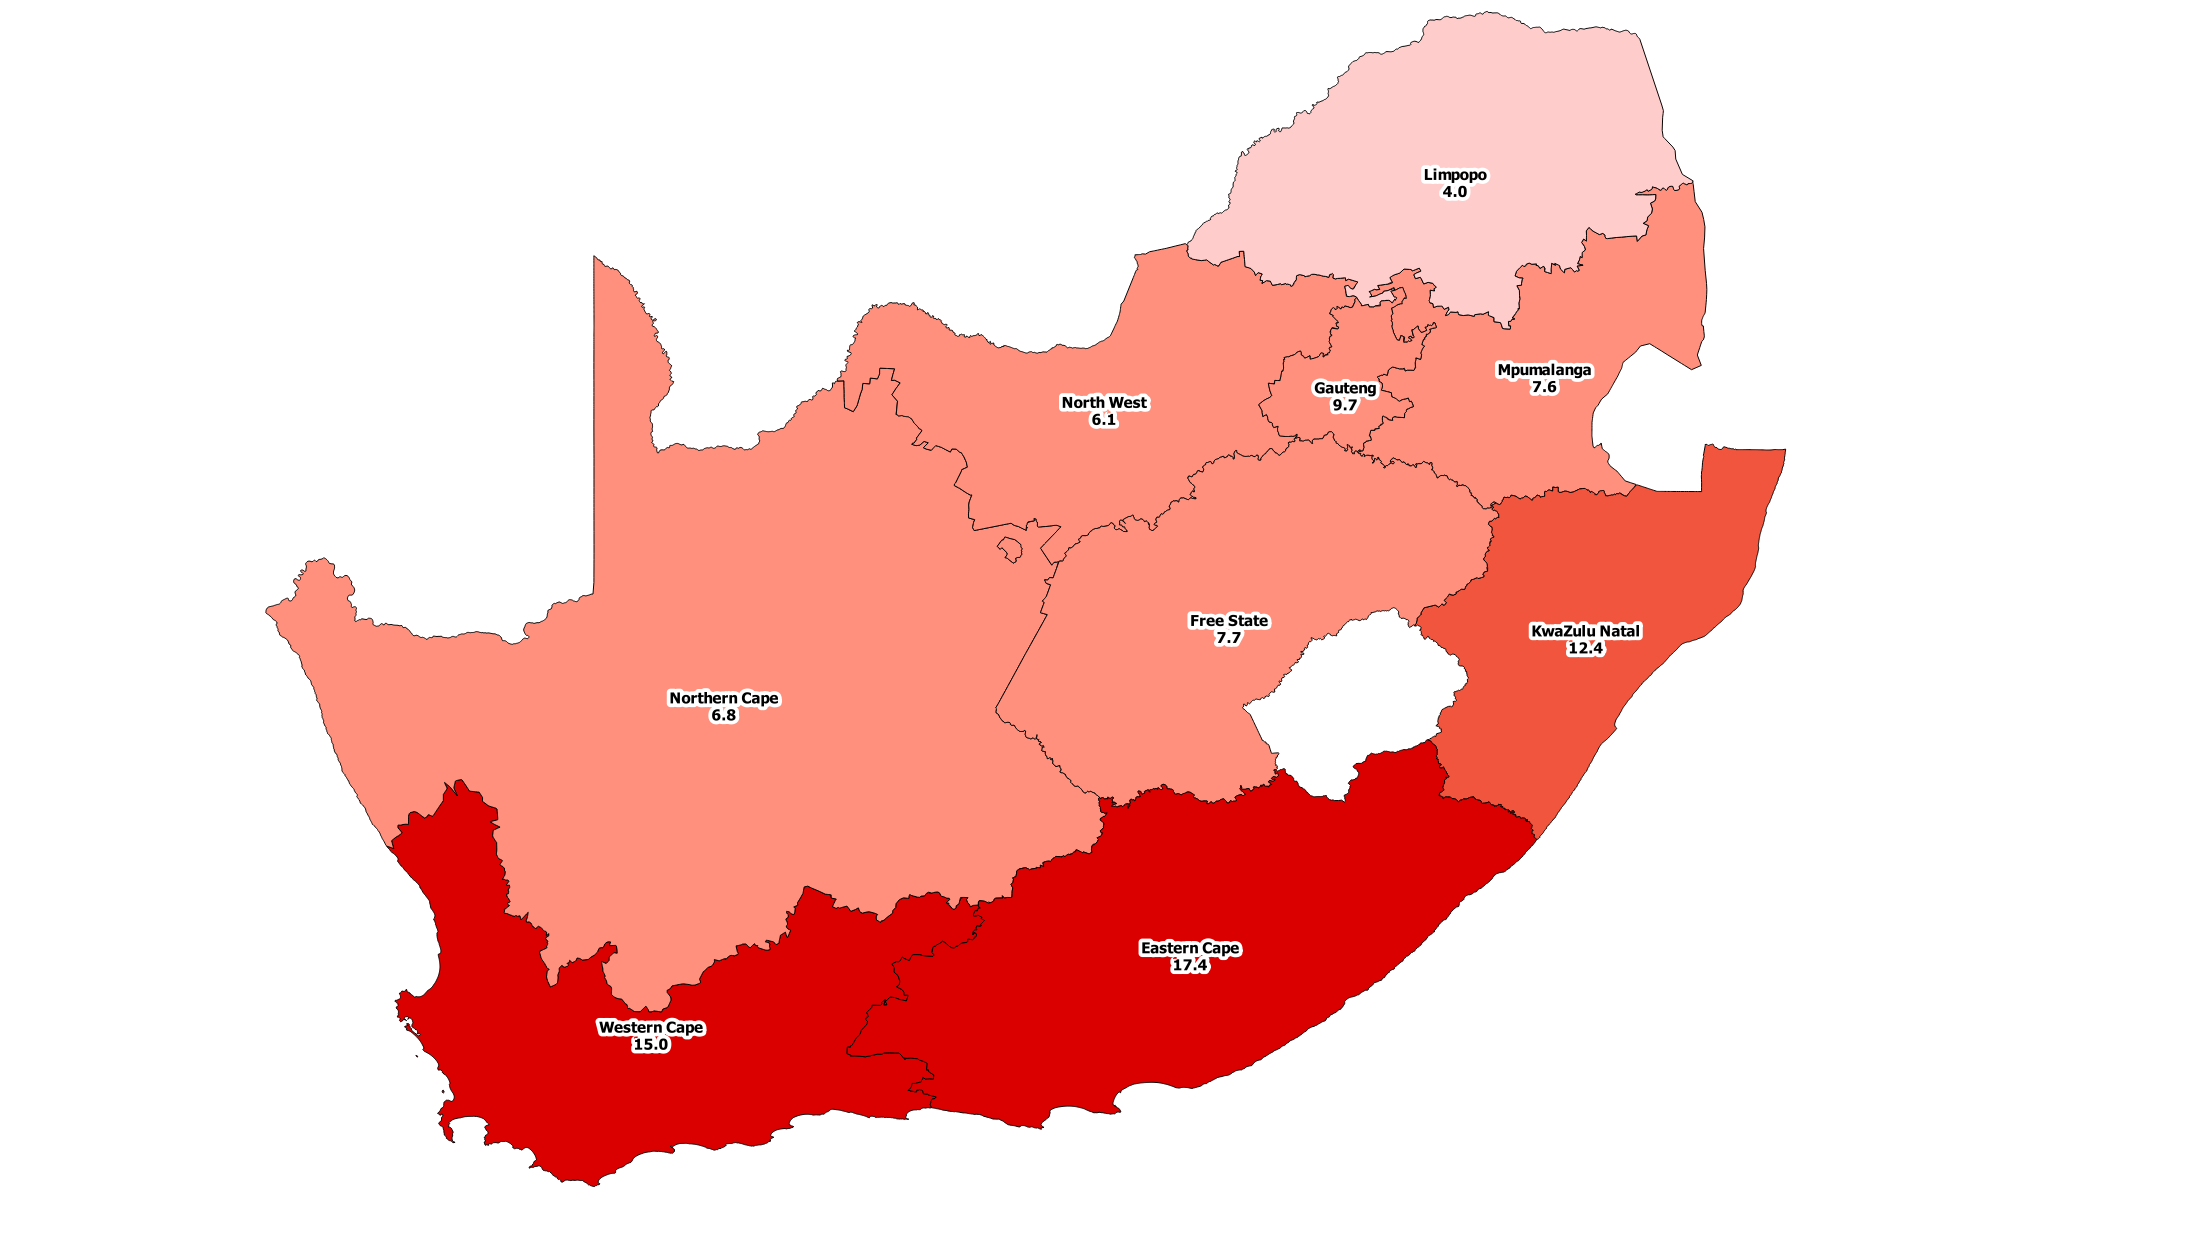 Limpopo
4.0
Mpumalanga
7.6
Gauteng
9.7
North West
6.1
Free State
7.7
KwaZulu Natal
12.4
Northern Cape
6.8
Eastern Cape
17.4
Western Cape
15.0